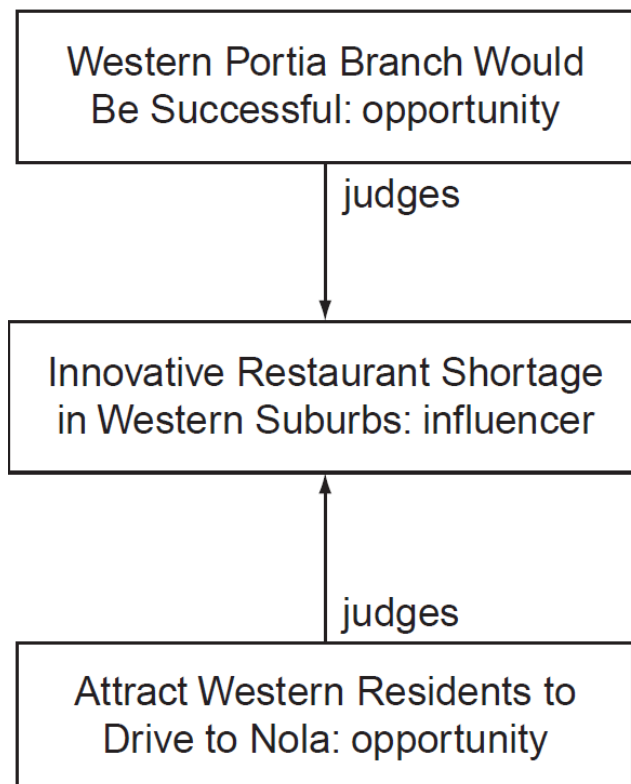 Western Portia Branch Would
Be Successful: opportunity
judges
Innovative Restaurant Shortage
in Western Suburbs: influencer
judges
Attract Western Residents to
Drive to Nola: opportunity